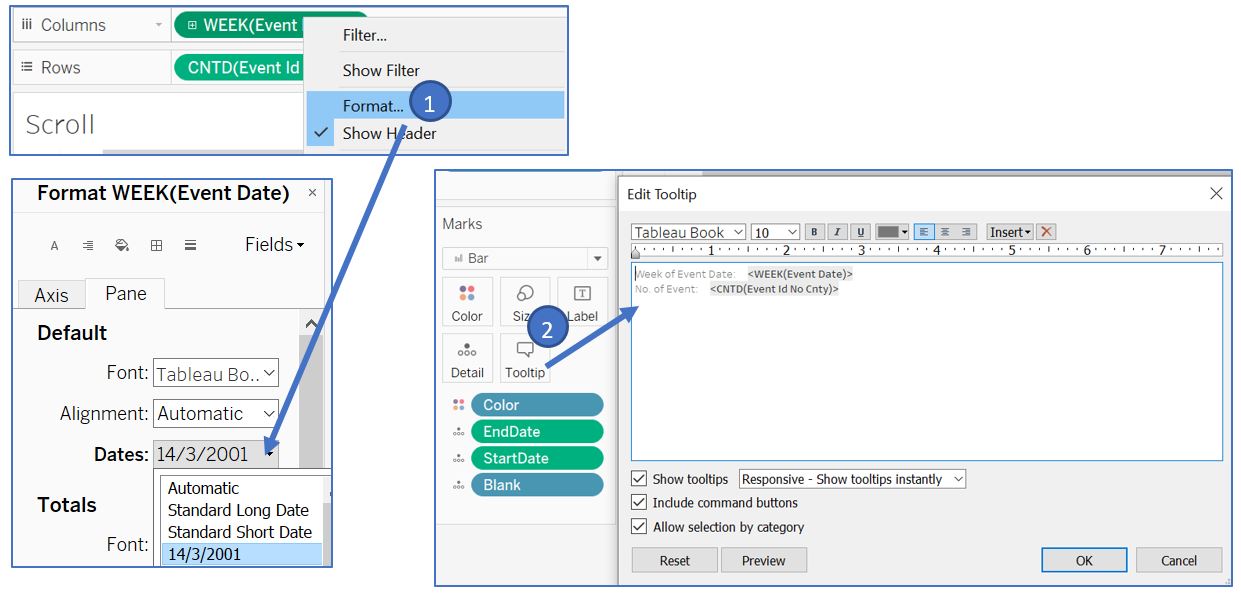 Columns
WEEK(Event
Rows
CNTD(Event Id
Scroll
Filter...
Show Filter
Format...
1
Show Header
Format WEEK(Event Date) ×
A
Fields
Axis
Pane
Default
Font: Tableau Bo..
Alignment: Automatic
Dates: 14/3/2001
Automatic
Standard Long Date
Standard Short Date
14/3/2001
Totals
Font:
Marks
Bar
Color
Siz
Label
2
Detail
Tooltip
Color
EndDate
StartDate
Blank
Edit Tooltip
Tableau Book 10 B I U Insert
1 2 3 4 5 6 7
Week of Event Date: <WEEK(Event Date)>
No. of Event: <CNTD(Event Id No Cnty)>
Show tooltips Responsive - Show tooltips instantly
Include command buttons
Allow selection by category
Reset Preview OK Cancel